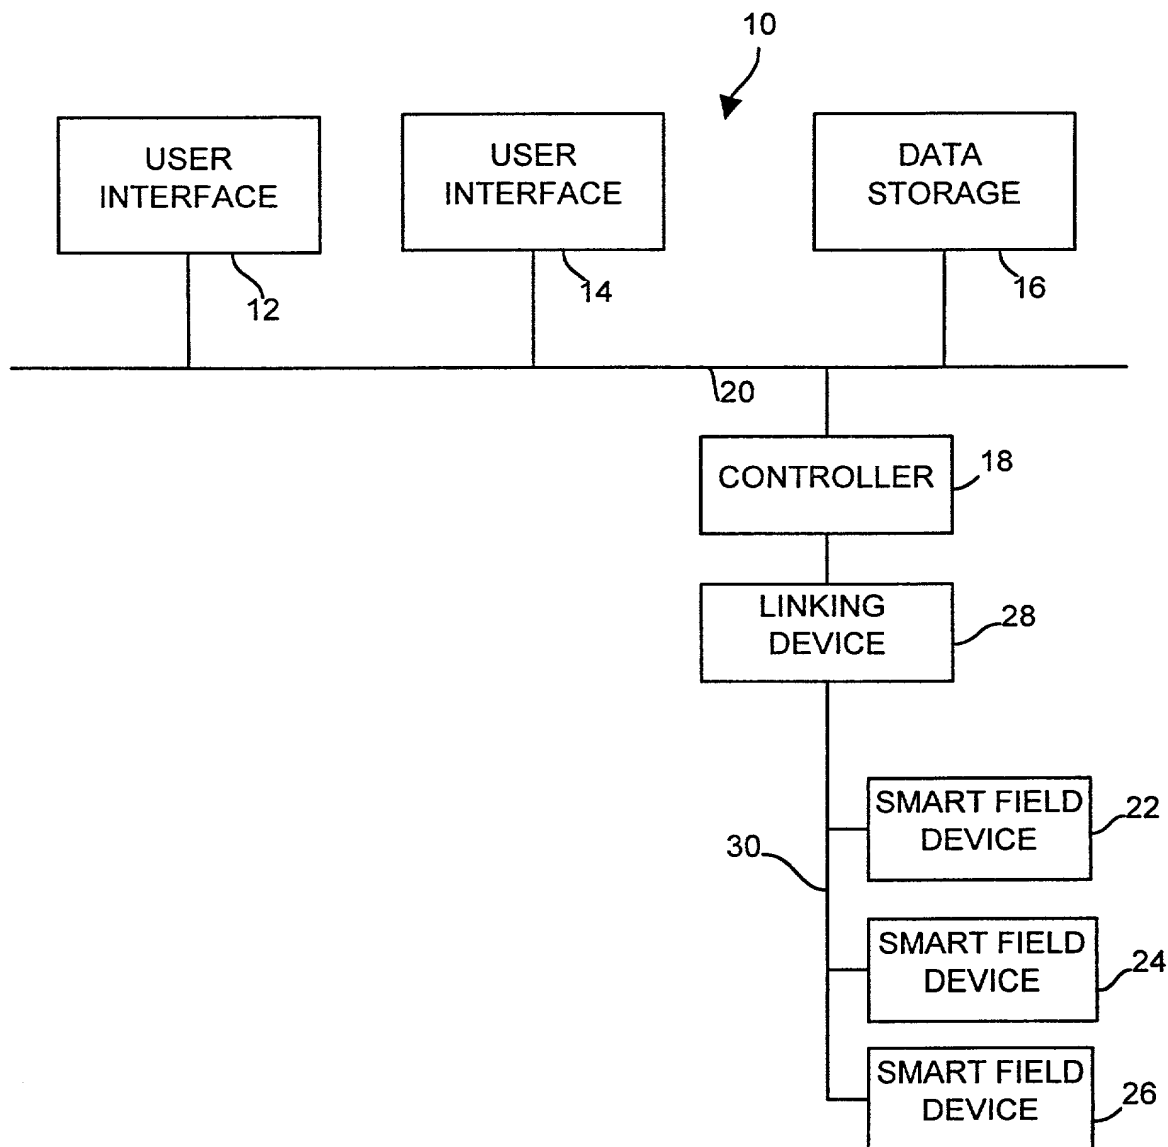 10
USER
INTERFACE
USER
INTERFACE
DATA
STORAGE
12
14
16
20
CONTROLLER
18
LINKING
DEVICE
28
SMART FIELD
DEVICE
22
30
SMART FIELD
DEVICE
24
SMART FIELD
DEVICE
26